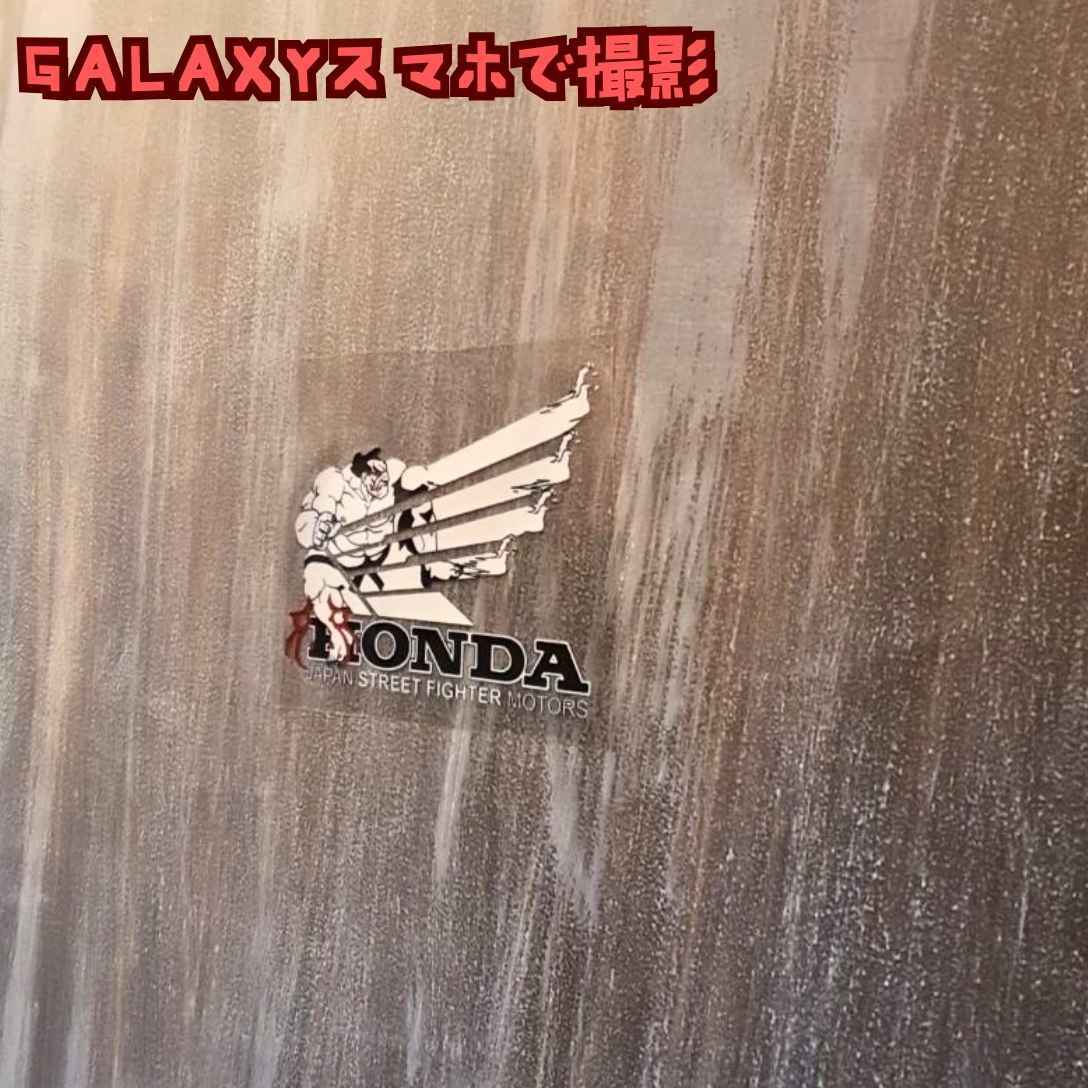 GALAXYスマホで撮影
HONDA
JAPAN STREET FIGHTER MOTORS